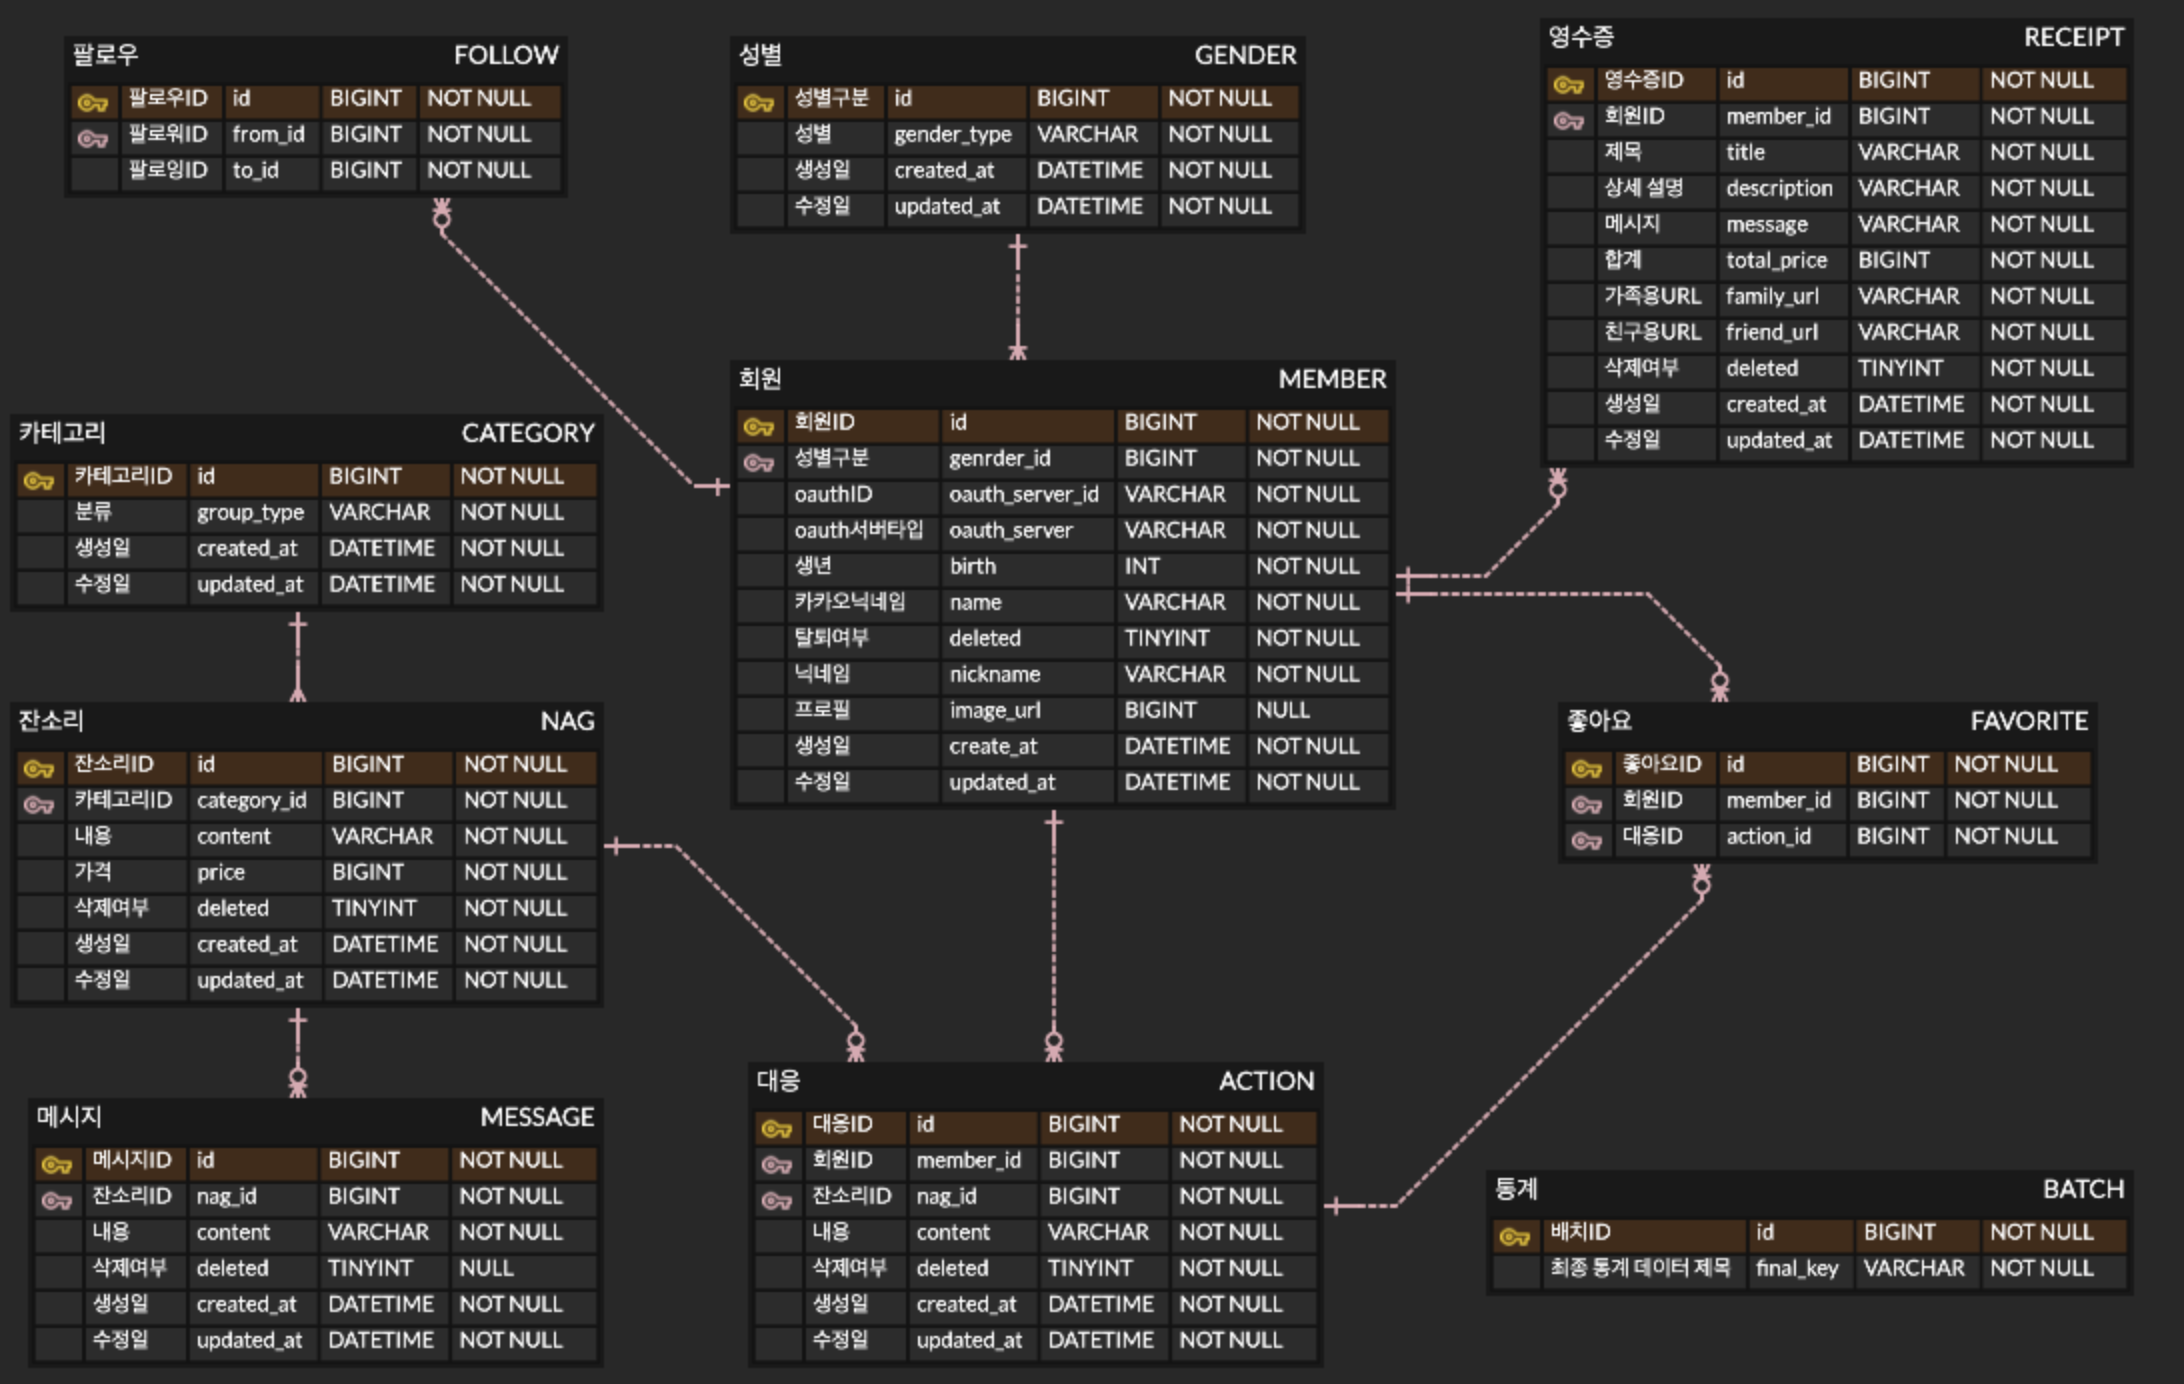 팔로우 FOLLOW
팔로우ID id BIGINT NOT NULL
팔로워ID from_id BIGINT NOT NULL
팔로잉ID to_id BIGINT NOT NULL
성별 GENDER
성별구분 id BIGINT NOT NULL
성별 gender_type VARCHAR NOT NULL
생성일 created_at DATETIME NOT NULL
수정일 updated_at DATETIME NOT NULL
영수증 RECEIPT
영수증ID id BIGINT NOT NULL
회원ID member_id BIGINT NOT NULL
제목 title VARCHAR NOT NULL
상세 설명 description VARCHAR NOT NULL
메시지 message VARCHAR NOT NULL
합계 total_price BIGINT NOT NULL
가족용URL family_url VARCHAR NOT NULL
친구용URL friend_url VARCHAR NOT NULL
삭제여부 deleted TINYINT NOT NULL
생성일 created_at DATETIME NOT NULL
수정일 updated_at DATETIME NOT NULL
카테고리 CATEGORY
카테고리ID id BIGINT NOT NULL
분류 group_type VARCHAR NOT NULL
생성일 created_at DATETIME NOT NULL
수정일 updated_at DATETIME NOT NULL
회원 MEMBER
회원ID id BIGINT NOT NULL
성별구분 genrder_id BIGINT NOT NULL
oauthID oauth_server_id VARCHAR NOT NULL
oauth서버타입 oauth_server VARCHAR NOT NULL
생년 birth INT NOT NULL
카카오닉네임 name VARCHAR NOT NULL
탈퇴여부 deleted TINYINT NOT NULL
닉네임 nickname VARCHAR NOT NULL
프로필 image_url BIGINT NULL
생성일 create_at DATETIME NOT NULL
수정일 updated_at DATETIME NOT NULL
잔소리 NAG
잔소리ID id BIGINT NOT NULL
카테고리ID category_id BIGINT NOT NULL
내용 content VARCHAR NOT NULL
가격 price BIGINT NOT NULL
삭제여부 deleted TINYINT NOT NULL
생성일 created_at DATETIME NOT NULL
수정일 updated_at DATETIME NOT NULL
좋아요 FAVORITE
좋아요ID id BIGINT NOT NULL
회원ID member_id BIGINT NOT NULL
대응ID action_id BIGINT NOT NULL
메시지 MESSAGE
메시지ID id BIGINT NOT NULL
잔소리ID nag_id BIGINT NOT NULL
내용 content VARCHAR NOT NULL
삭제여부 deleted TINYINT NULL
생성일 created_at DATETIME NOT NULL
수정일 updated_at DATETIME NOT NULL
대응 ACTION
대응ID id BIGINT NOT NULL
회원ID member_id BIGINT NOT NULL
잔소리ID nag_id BIGINT NOT NULL
내용 content VARCHAR NOT NULL
삭제여부 deleted TINYINT NOT NULL
생성일 created_at DATETIME NOT NULL
수정일 updated_at DATETIME NOT NULL
통계 BATCH
배치ID id BIGINT NOT NULL
최종 통계 데이터 제목 final_key VARCHAR NOT NULL